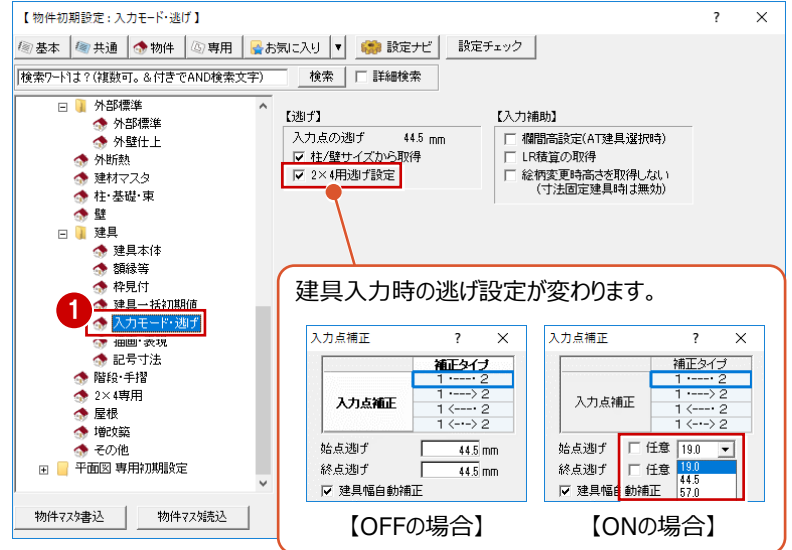 【 物件初期設定 : 入力モード・逃げ 】 ? ×
基本 共通 物件 専用 お気に入り ▼ 設定ナビ 設定チェック
検索ワードは？(複数可。＆付きでAND検索文字) 検索 詳細検索
外部標準
外部標準
外壁仕上
外断熱
建材マスタ
柱・基礎・束
壁
建具
建具本体
額縁等
枠見付
建具一括初期値
1
入力モード・逃げ
描画・表現
記号寸法
階段・手摺
2×4専用
屋根
増改築
その他
平面図 専用初期設定
物件マスタ書込 物件マスタ読込
【逃げ】
入力点の逃げ 44.5 mm
柱/壁サイズから取得
2×4用逃げ設定
【入力補助】
欄間高設定(AT建具選択時)
LR積算の取得
絵柄変更時高さを取得しない
(寸法固定建具時は無効)
建具入力時の逃げ設定が変わります。
入力点補正 ? ×
補正タイプ
入力点補正
1 ・---・ 2
1 ・---> 2
1 <---・ 2
1 <-・-> 2
始点逃げ 44.5 mm
終点逃げ 44.5 mm
建具幅自動補正
【OFFの場合】
入力点補正 ? ×
補正タイプ
入力点補正
1 ・---・ 2
1 ・---> 2
1 <---・ 2
1 <-・-> 2
始点逃げ 任意 19.0
終点逃げ 任意 19.0
44.5
建具幅自動補正 57.0
【ONの場合】